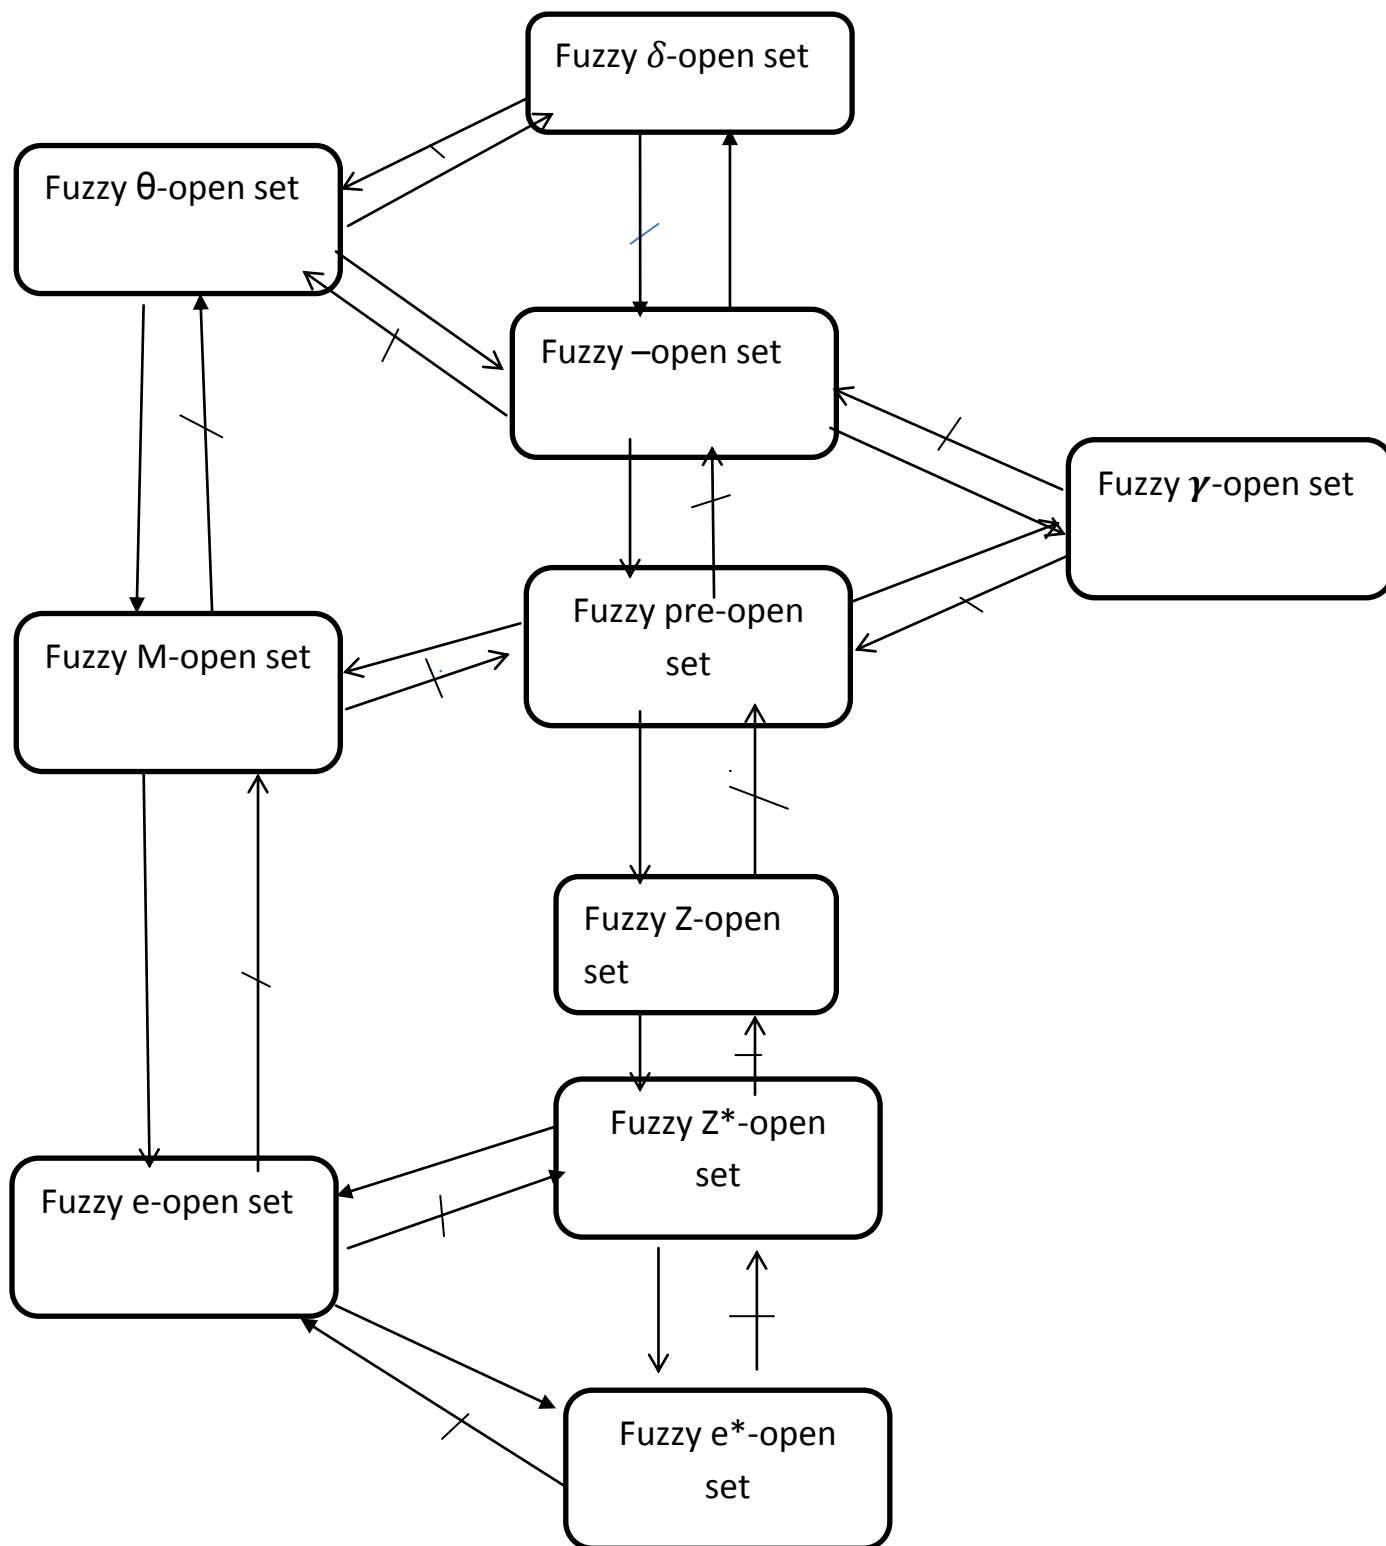 Fuzzy δ-open set
Fuzzy θ-open set
Fuzzy –open set
Fuzzy γ-open set
Fuzzy pre-open
set
Fuzzy M-open set
Fuzzy Z-open
set
Fuzzy Z*-open
set
Fuzzy e-open set
Fuzzy e*-open
set